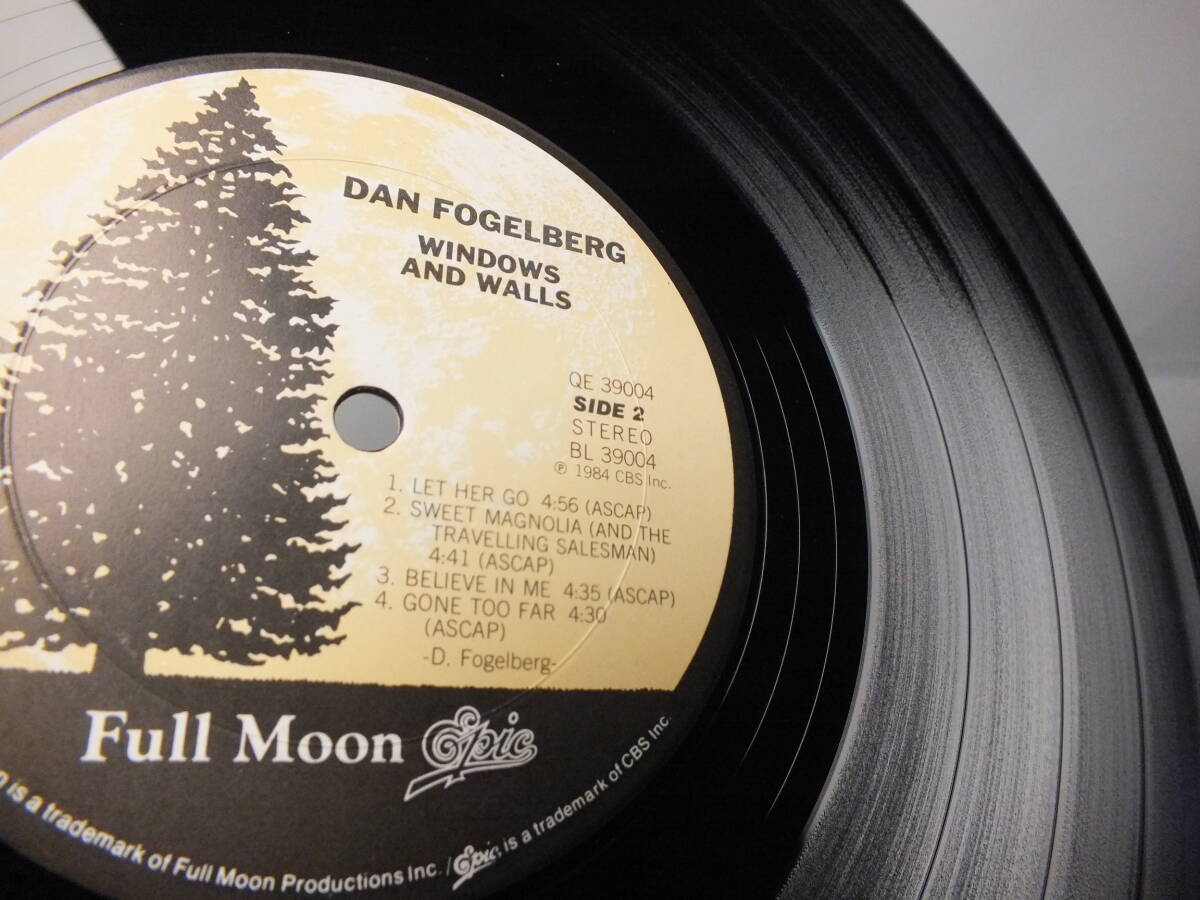 DAN FOGELBERG
WINDOWS
AND WALLS
QE 39004
SIDE 2
STEREO
BL 39004
℗ 1984 CBS Inc.
1. LET HER GO 4:56 (ASCAP)
2. SWEET MAGNOLIA (AND THE
TRAVELLING SALESMAN)
4:41 (ASCAP)
3. BELIEVE IN ME 4:35 (ASCAP)
4. GONE TOO FAR 4:30
(ASCAP)
-D. Fogelberg-
Full Moon Epic
is a trademark of Full Moon Productions Inc. / Epic, is a trademark of CBS Inc.